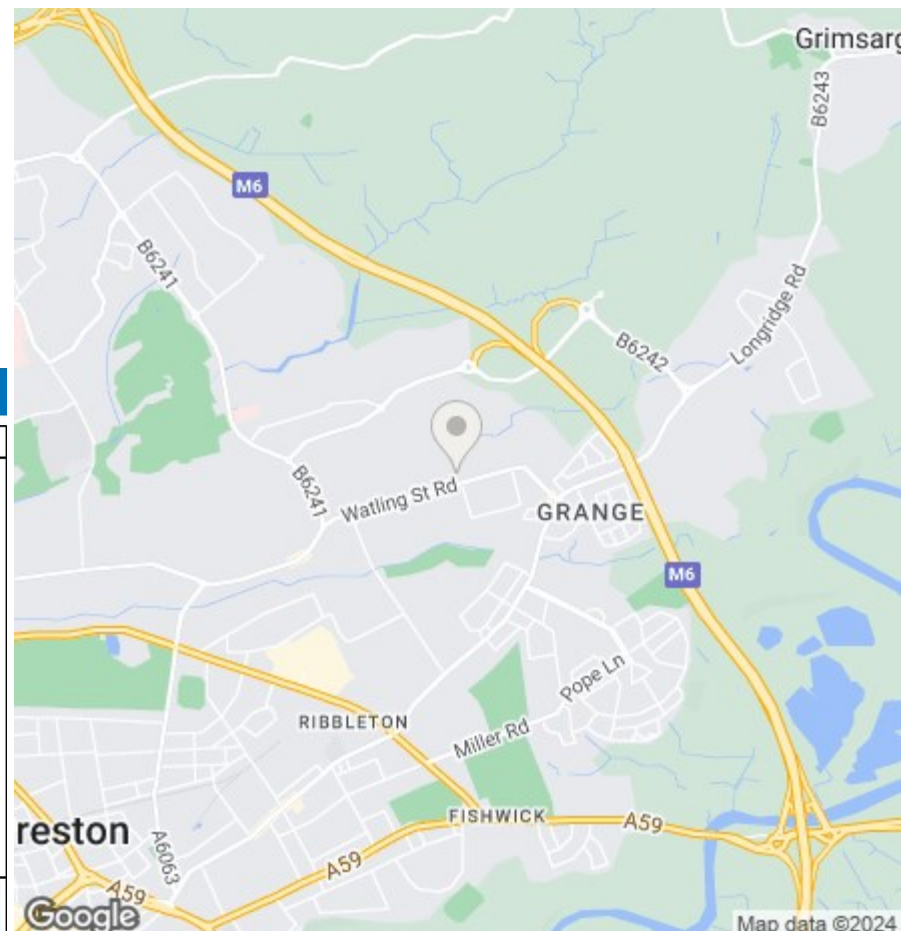 Grimsarg
B6243
M6
B6241
Longridge Rd
B6242
B6241
Watling St Rd
GRANGE
M6
Pope Ln
RIBBLETON
Miller Rd
FISHWICK
A59
reston
A6063
A59
A59
Google
Map data ©2024